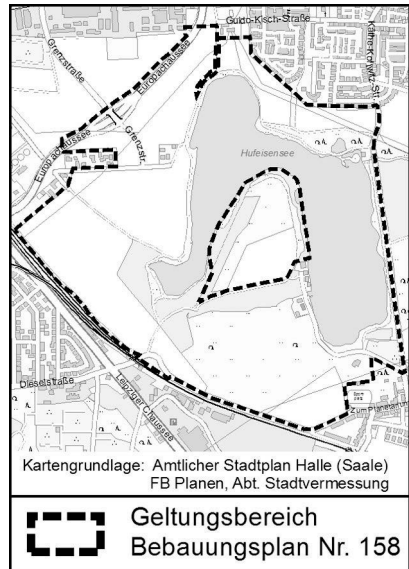 Guido-Kisch-Straße
Käthe-Kollwitz-Str.
Grenzstraße
Europachaussee
Grenzstr.
Europachaussee
Hufeisensee
Dieselstraße
Leipziger Chaussee
Zum Planetarium
Kartengrundlage: Amtlicher Stadtplan Halle (Saale)
FB Planen, Abt. Stadtvermessung
Geltungsbereich
Bebauungsplan Nr. 158